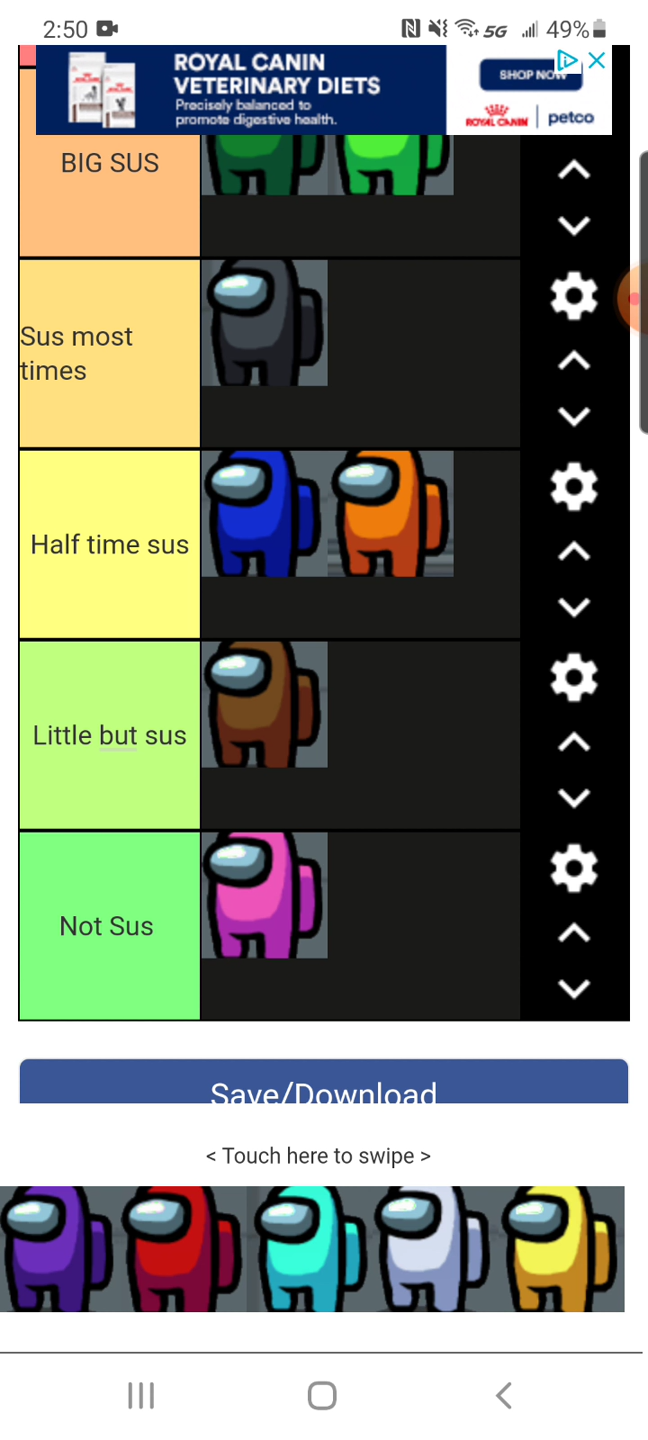 2:50
5G
49%
ROYAL CANIN
VETERINARY DIETS
Precisely balanced to
promote digestive health.
SHOP NOW
ROYAL CANIN
petco
BIG SUS
Sus most
times
Half time sus
Little but sus
Not Sus
Save/Download
< Touch here to swipe >